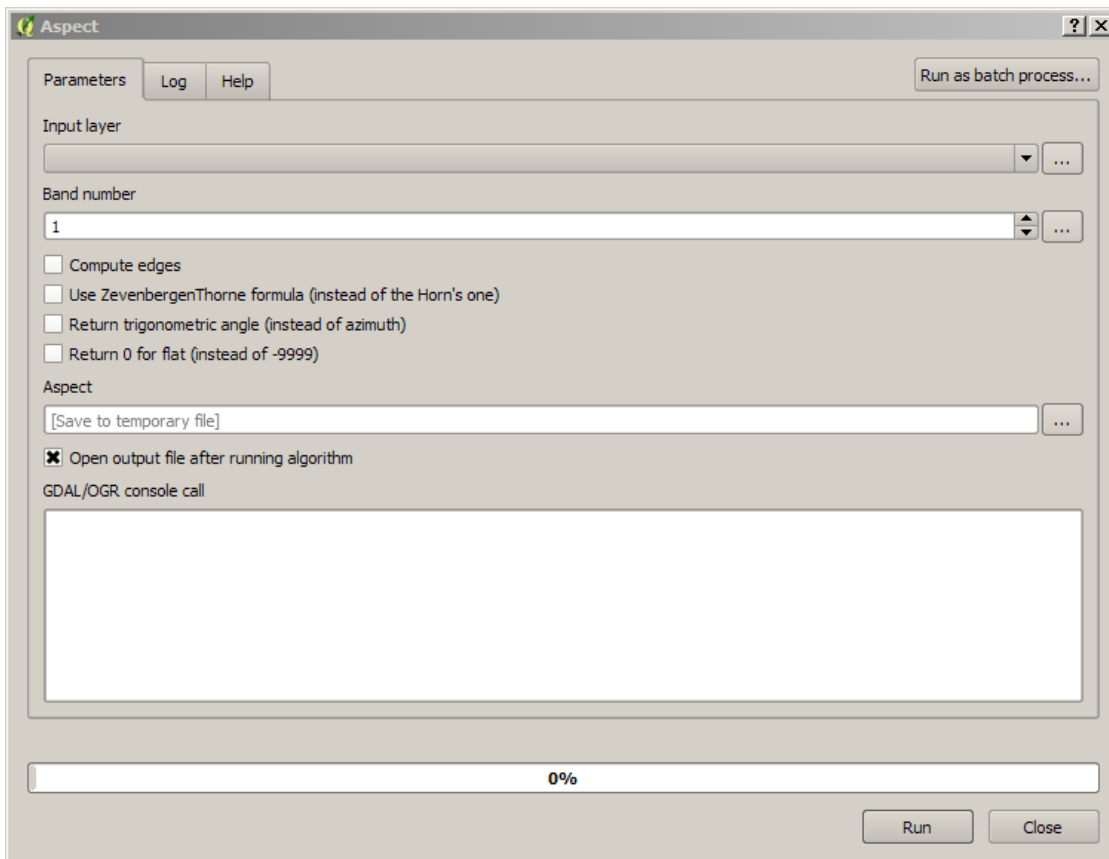 Aspect
Parameters
Log
Help
Run as batch process...
Input layer
...
Band number
1
...
Compute edges
Use ZevenbergenThorne formula (instead of the Horn's one)
Return trigonometric angle (instead of azimuth)
Return 0 for flat (instead of -9999)
Aspect
[Save to temporary file]
...
Open output file after running algorithm
GDAL/OGR console call
0%
Run
Close